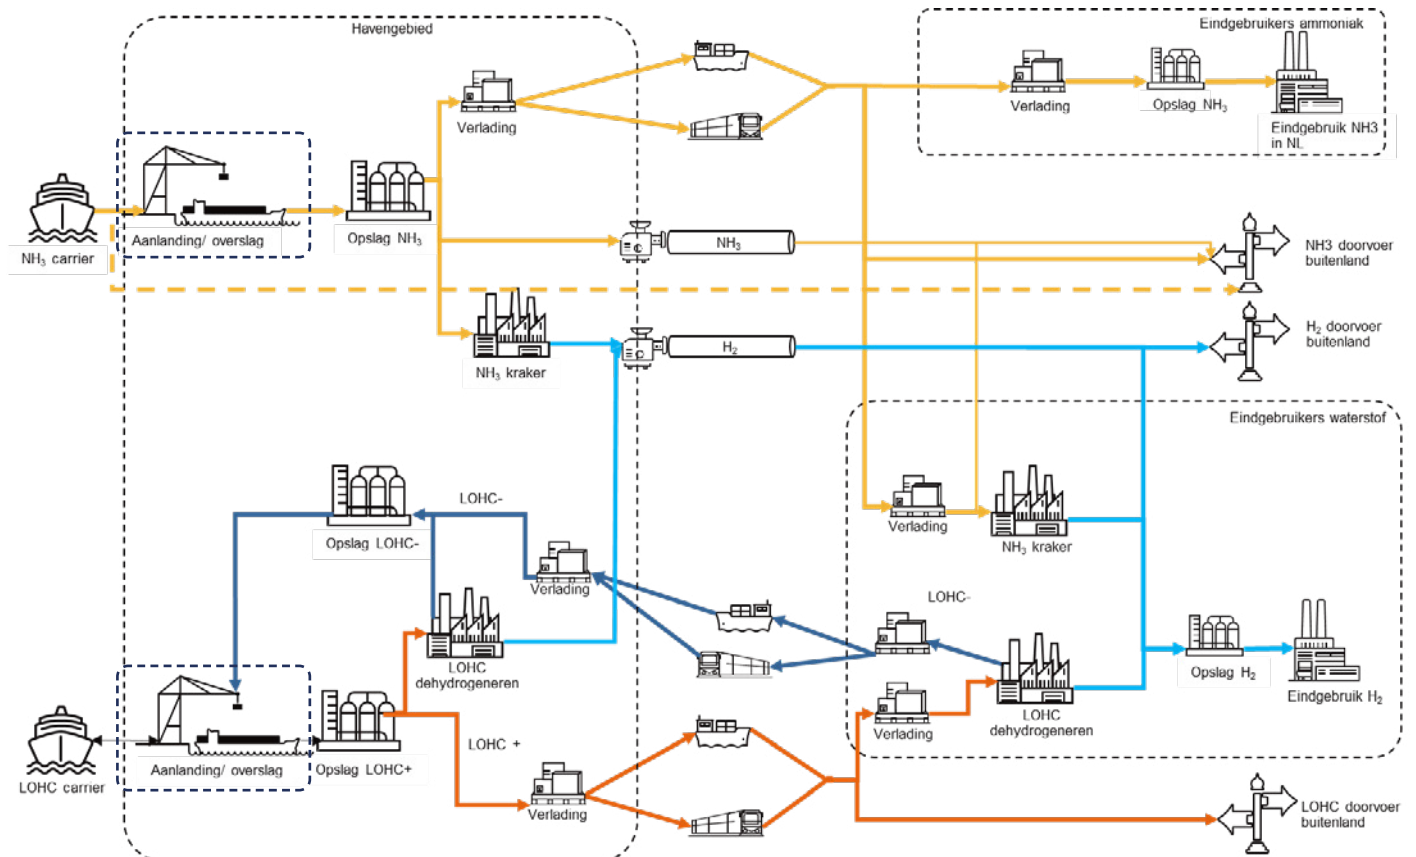 Havengebied
Eindgebruikers ammoniak
Verlading
Verlading
Opslag NH₃
Eindgebruik NH3
in NL
Aanlanding/ overslag
Opslag NH₃
NH₃ carrier
NH₃
NH3 doorvoer
buitenland
H₂
H₂ doorvoer
buitenland
NH₃ kraker
Eindgebruikers waterstof
LOHC-
Opslag LOHC-
Verlading
NH₃ kraker
Verlading
LOHC-
LOHC
dehydrogeneren
Opslag H₂
Eindgebruik H₂
Verlading
LOHC
dehydrogeneren
LOHC +
Aanlanding/ overslag
Opslag LOHC+
LOHC carrier
Verlading
LOHC doorvoer
buitenland